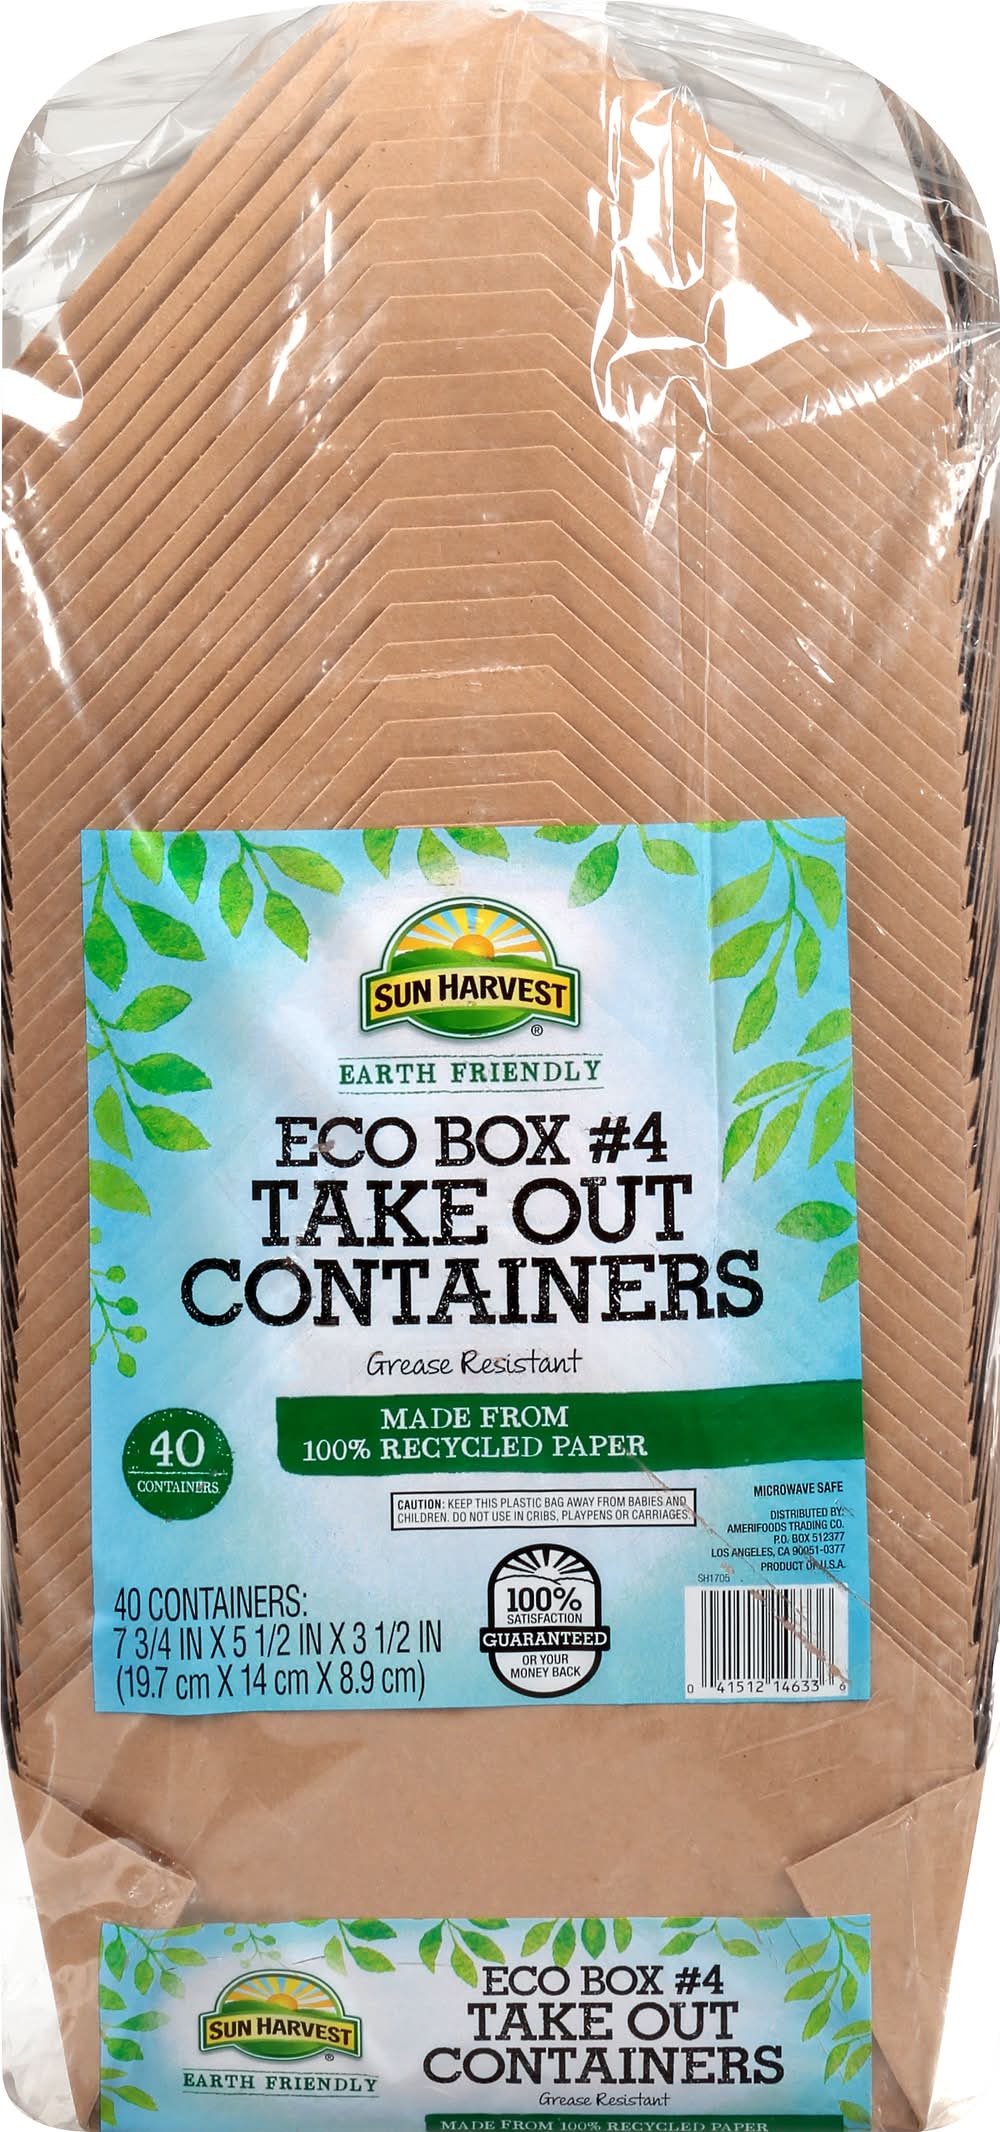 SUN HARVEST
®
EARTH FRIENDLY
ECO BOX #4
TAKE OUT
CONTAINERS
Grease Resistant
MADE FROM
100% RECYCLED PAPER
40
CONTAINERS
CAUTION: KEEP THIS PLASTIC BAG AWAY FROM BABIES AND
CHILDREN. DO NOT USE IN CRIBS, PLAYPENS OR CARRIAGES.
MICROWAVE SAFE
DISTRIBUTED BY:
AMERIFOODS TRADING CO.
P.O. BOX 512377
LOS ANGELES, CA 90051-0377
PRODUCT OF U.S.A.
SH1705
40 CONTAINERS:
7 3/4 IN X 5 1/2 IN X 3 1/2 IN
(19.7 cm X 14 cm X 8.9 cm)
100%
SATISFACTION
GUARANTEED
OR YOUR
MONEY BACK
0 41512 14633 6
SUN HARVEST
®
EARTH FRIENDLY
ECO BOX #4
TAKE OUT
CONTAINERS
Grease Resistant
MADE FROM 100% RECYCLED PAPER